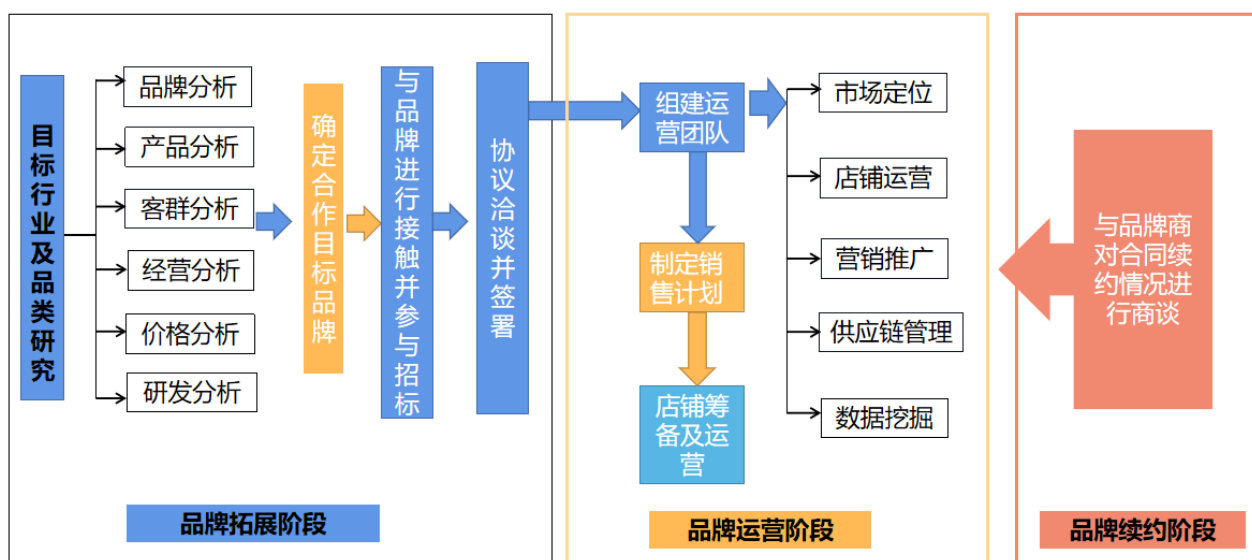 目标行业及品类研究
品牌分析
产品分析
客群分析
经营分析
价格分析
研发分析
确定合作目标品牌
与品牌进行接触并参与招标
协议洽谈并签署
品牌拓展阶段
组建运
营团队
制定销
售计划
店铺筹
备及运
营
市场定位
店铺运营
营销推广
供应链管理
数据挖掘
品牌运营阶段
与品牌商
对合同续
约情况进
行商谈
品牌续约阶段